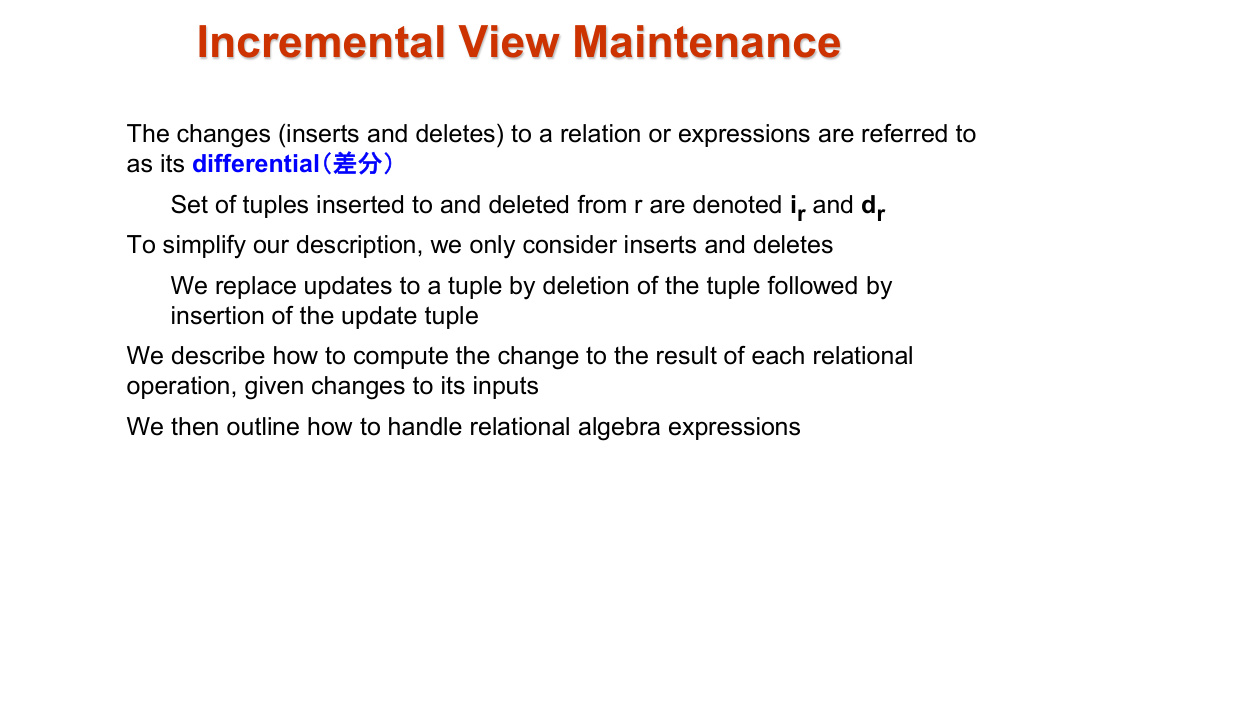 Incremental View Maintenance
The changes (inserts and deletes) to a relation or expressions are referred to
as its differential（差分）
Set of tuples inserted to and deleted from r are denoted ir and dr
To simplify our description, we only consider inserts and deletes
We replace updates to a tuple by deletion of the tuple followed by
insertion of the update tuple
We describe how to compute the change to the result of each relational
operation, given changes to its inputs
We then outline how to handle relational algebra expressions